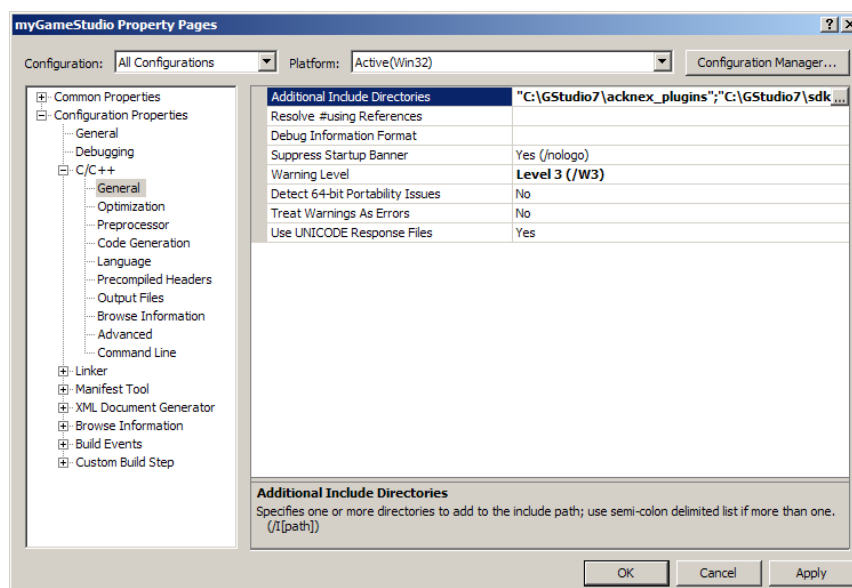 myGameStudio Property Pages
Configuration: All Configurations Platform: Active(Win32) Configuration Manager...
Common Properties
Configuration Properties
General
Debugging
C/C++
General
Optimization
Preprocessor
Code Generation
Language
Precompiled Headers
Output Files
Browse Information
Advanced
Command Line
Linker
Manifest Tool
XML Document Generator
Browse Information
Build Events
Custom Build Step
Additional Include Directories "C:\GStudio7\acknex_plugins";"C:\GStudio7\sdk ...
Resolve #using References
Debug Information Format
Suppress Startup Banner Yes (/nologo)
Warning Level Level 3 (/W3)
Detect 64-bit Portability Issues No
Treat Warnings As Errors No
Use UNICODE Response Files Yes
Additional Include Directories
Specifies one or more directories to add to the include path; use semi-colon delimited list if more than one.
(/I[path])
OK Cancel Apply